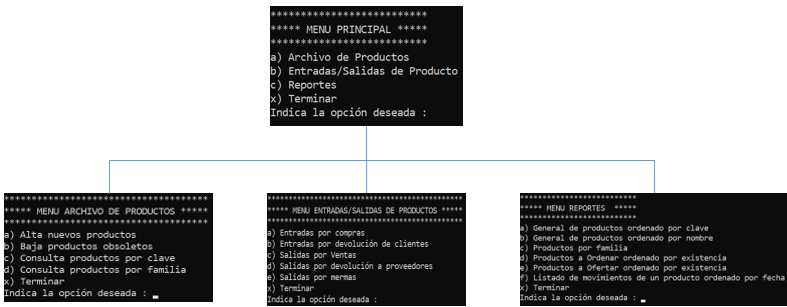 ***************************
***** MENU PRINCIPAL *****
***************************
a) Archivo de Productos
b) Entradas/Salidas de Producto
c) Reportes
x) Terminar
Indica la opción deseada :
*************************************
***** MENU ARCHIVO DE PRODUCTOS *****
*************************************
a) Alta nuevos productos
b) Baja productos obsoletos
c) Consulta productos por clave
d) Consulta productos por familia
x) Terminar
Indica la opción deseada : _
************************************************
***** MENU ENTRADAS/SALIDAS DE PRODUCTOS *****
************************************************
a) Entradas por compras
b) Entradas por devolución de clientes
c) Salidas por Ventas
d) Salidas por devolución a proveedores
e) Salidas por mermas
x) Terminar
Indica la opción deseada : _
**************************
***** MENU REPORTES *****
**************************
a) General de productos ordenado por clave
b) General de productos ordenado por nombre
c) Productos por familia
d) Productos a Ordenar ordenado por existencia
e) Productos a Ofertar ordenado por existencia
f) Listado de movimientos de un producto ordenado por fecha
x) Terminar
Indica la opción deseada : _